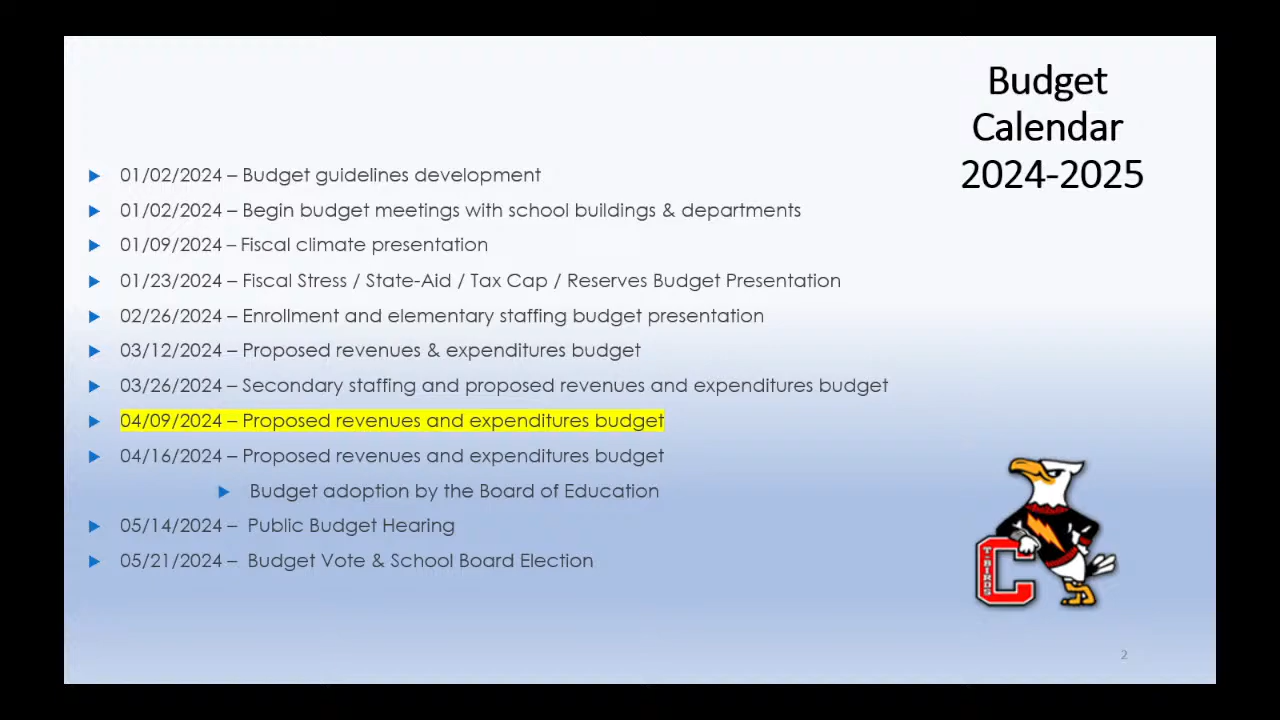 Budget
Calendar
2024-2025
01/02/2024 – Budget guidelines development
01/02/2024 – Begin budget meetings with school buildings & departments
01/09/2024 – Fiscal climate presentation
01/23/2024 – Fiscal Stress / State-Aid / Tax Cap / Reserves Budget Presentation
02/26/2024 – Enrollment and elementary staffing budget presentation
03/12/2024 – Proposed revenues & expenditures budget
03/26/2024 – Secondary staffing and proposed revenues and expenditures budget
04/09/2024 – Proposed revenues and expenditures budget
04/16/2024 – Proposed revenues and expenditures budget
Budget adoption by the Board of Education
05/14/2024 – Public Budget Hearing
05/21/2024 – Budget Vote & School Board Election
C
T-BIRDS
2